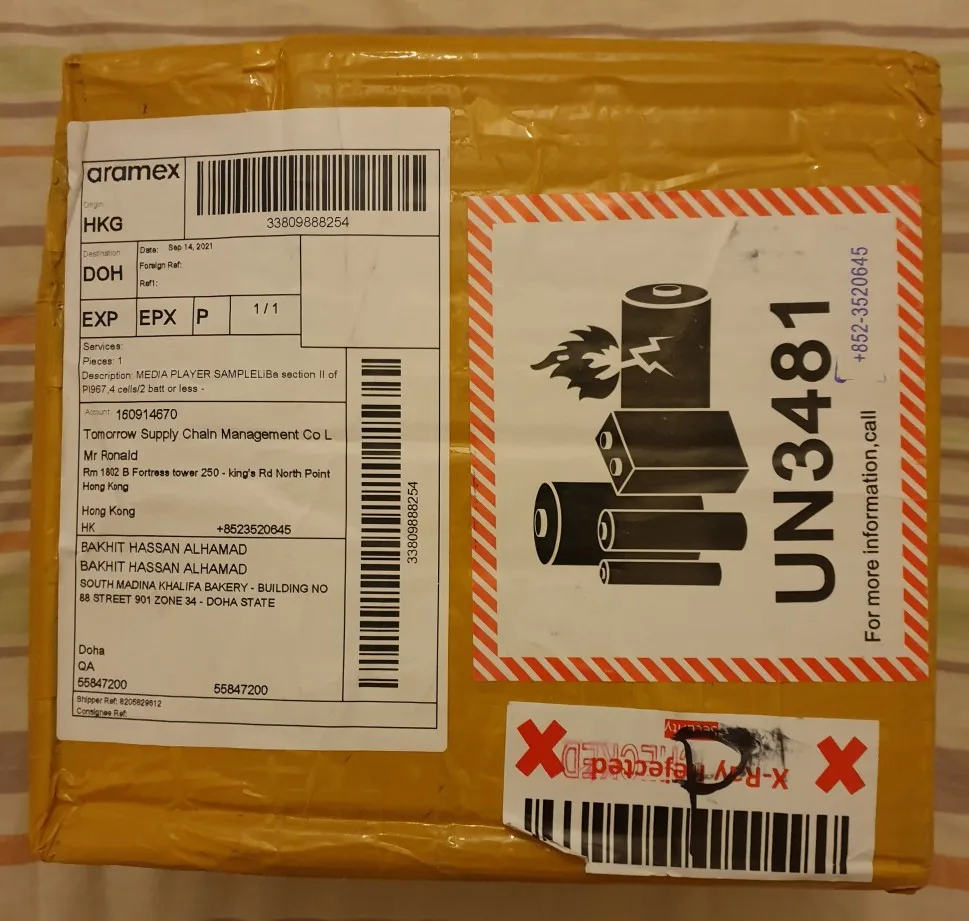 aramex
33809888254
Origin:
HKG
Destination
DOH
Date: Sep 14, 2021
Foreign Ref:
Ref1:
EXP
EPX
P
1 / 1
Services:
Pieces: 1
Description: MEDIA PLAYER SAMPLELiBa section II of
PI967,4 cells/2 batt or less -
Account: 160914670
Tomorrow Supply Chain Management Co L
Mr Ronald
Rm 1802 B Fortress tower 250 - king's Rd North Point
Hong Kong
Hong Kong
HK +8523520645
BAKHIT HASSAN ALHAMAD
BAKHIT HASSAN ALHAMAD
SOUTH MADINA KHALIFA BAKERY - BUILDING NO
88 STREET 901 ZONE 34 - DOHA STATE
Doha
QA
55847200 55847200
Shipper Ref: 8206829612
Consignee Ref:
33809888254
UN3481
For more information,call
+852-3520645
Security
X-Ray Rejected
P